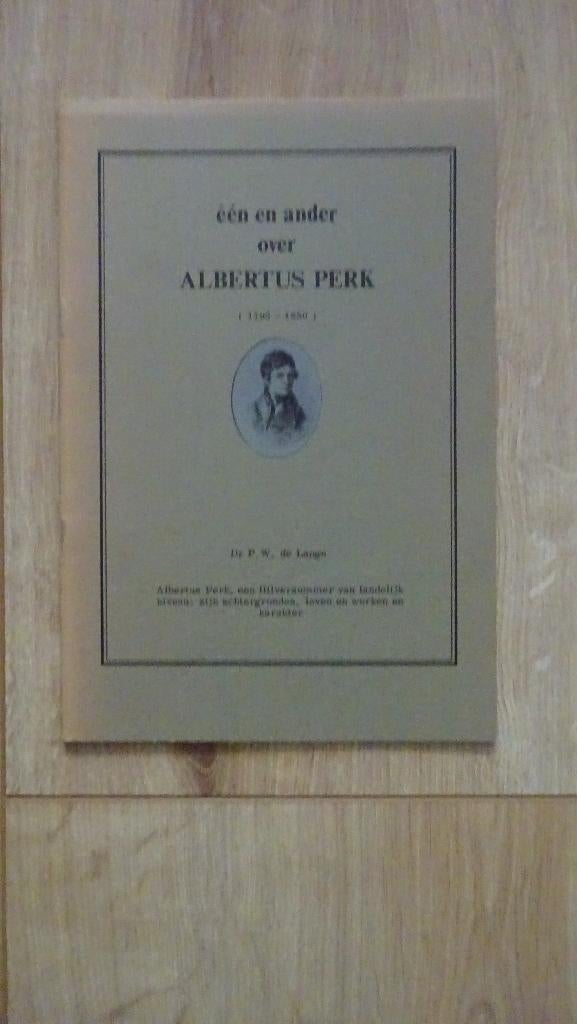 één en ander
over
ALBERTUS PERK
( 1795 - 1880 )
Dr P. W. de Lange
Albertus Perk, een Hilversummer van landelijk
niveau; zijn achtergronden, leven en werken en
karakter